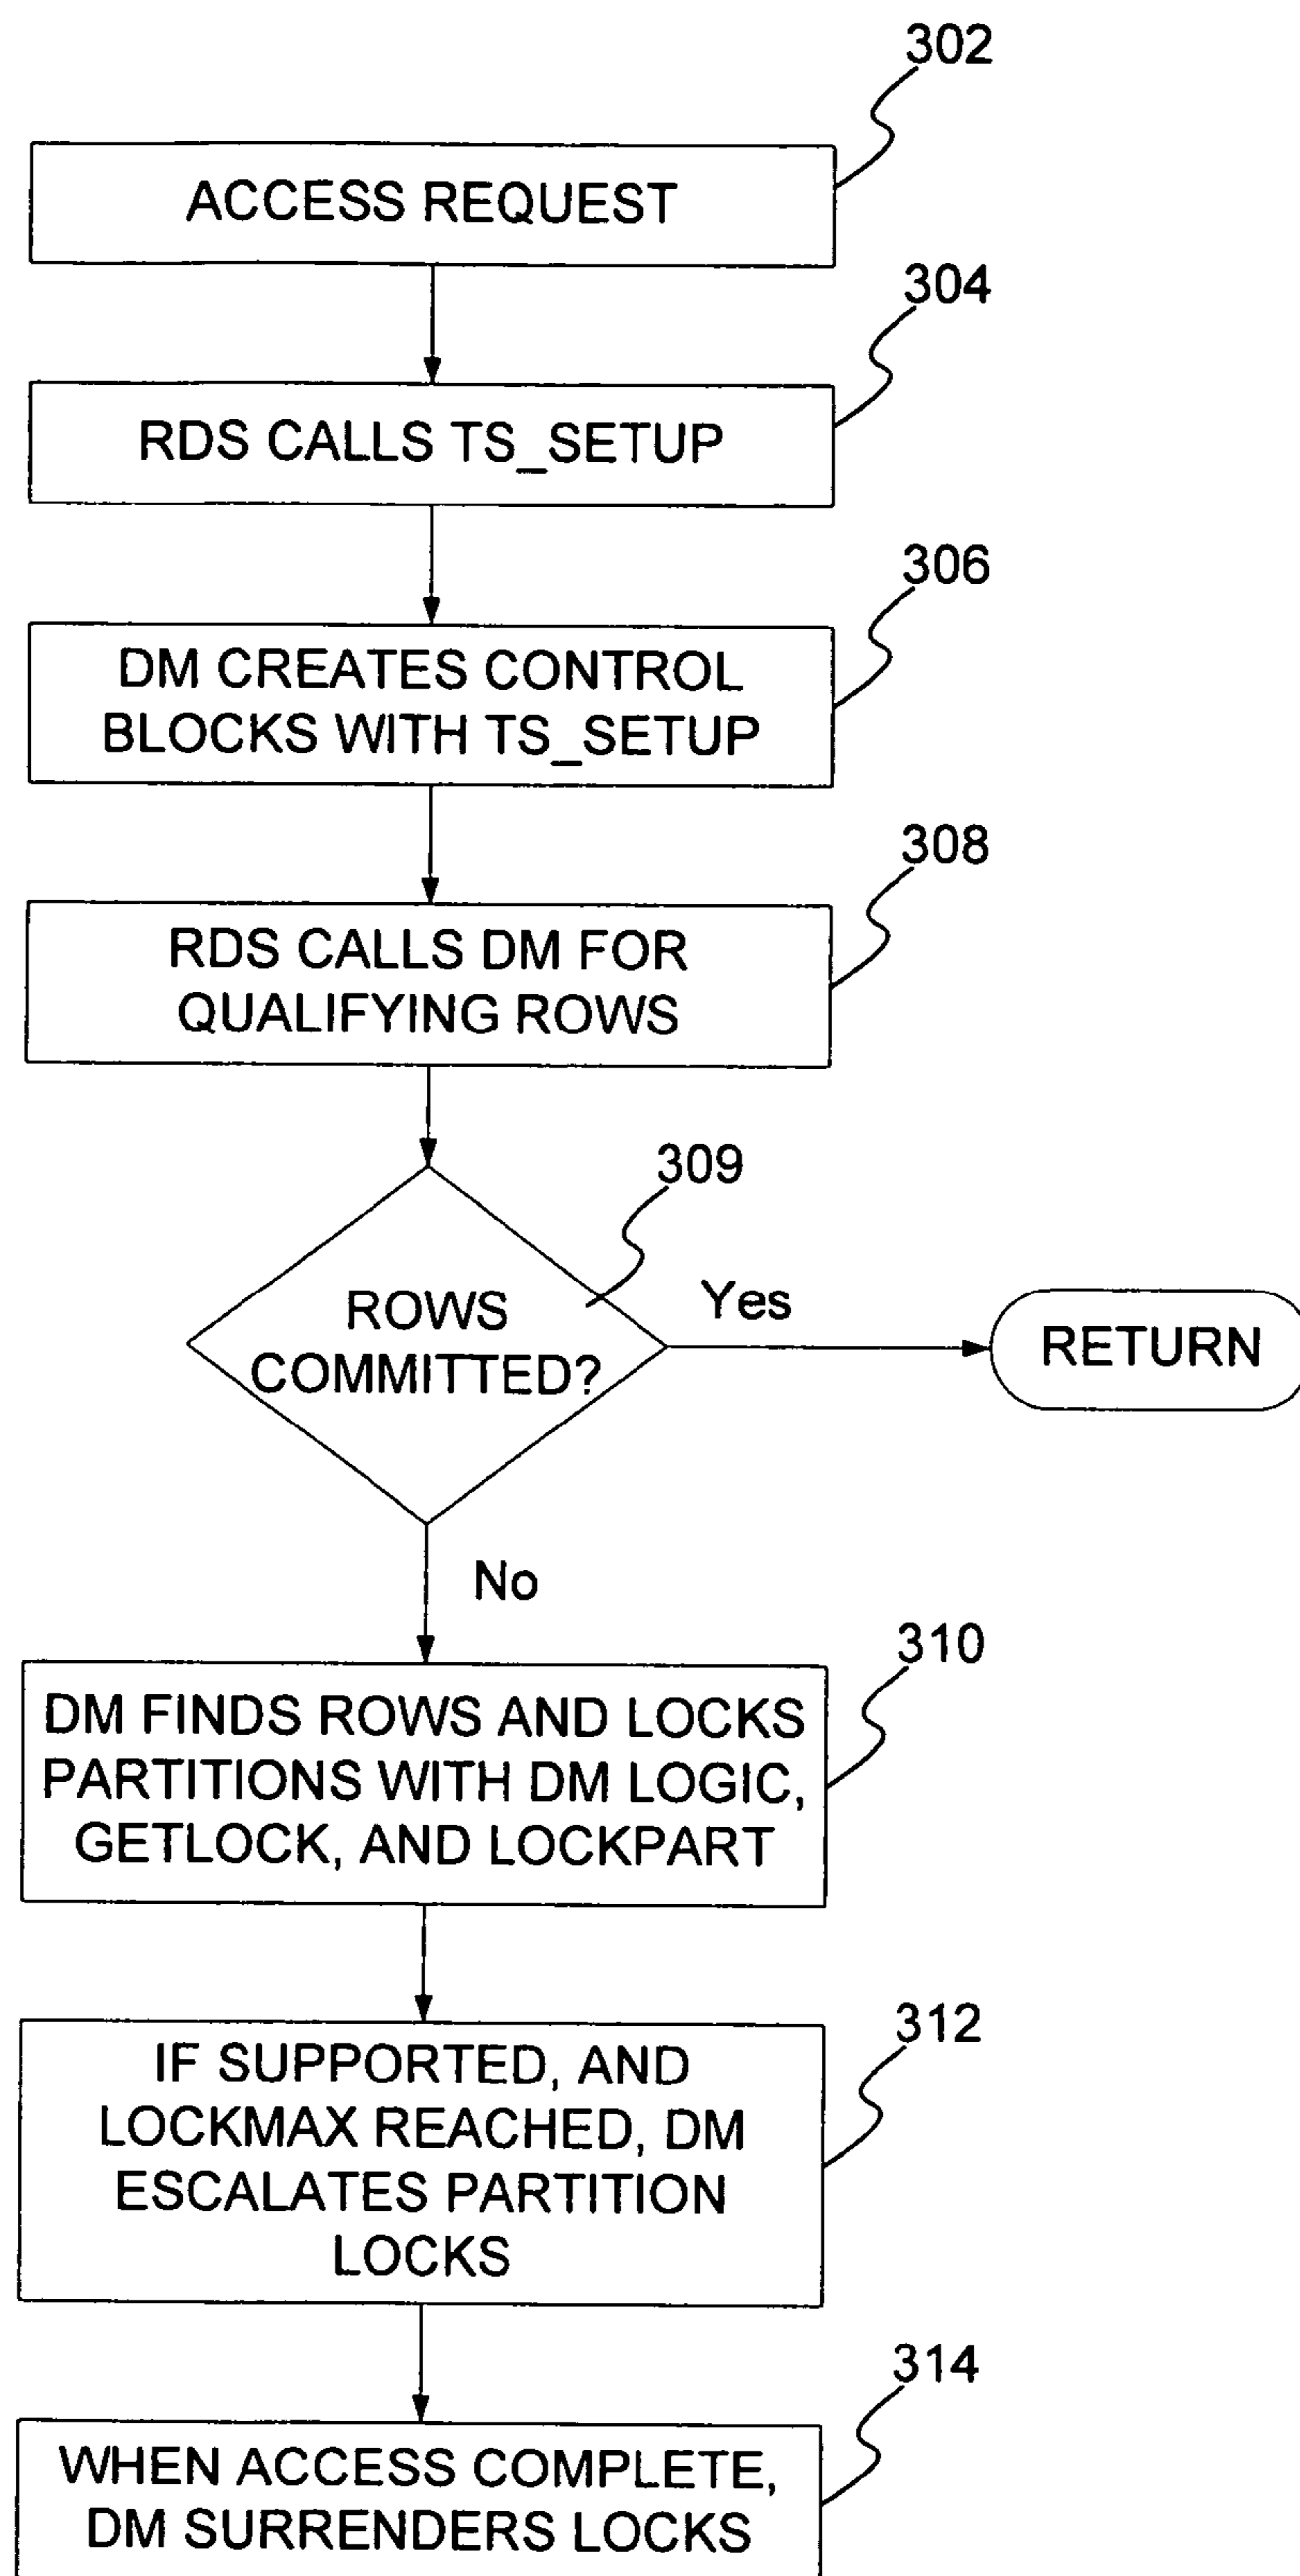 302
ACCESS REQUEST
304
RDS CALLS TS_SETUP
306
DM CREATES CONTROL
BLOCKS WITH TS_SETUP
308
RDS CALLS DM FOR
QUALIFYING ROWS
309
ROWS
COMMITTED?
Yes
RETURN
No
310
DM FINDS ROWS AND LOCKS
PARTITIONS WITH DM LOGIC,
GETLOCK, AND LOCKPART
312
IF SUPPORTED, AND
LOCKMAX REACHED, DM
ESCALATES PARTITION
LOCKS
314
WHEN ACCESS COMPLETE,
DM SURRENDERS LOCKS